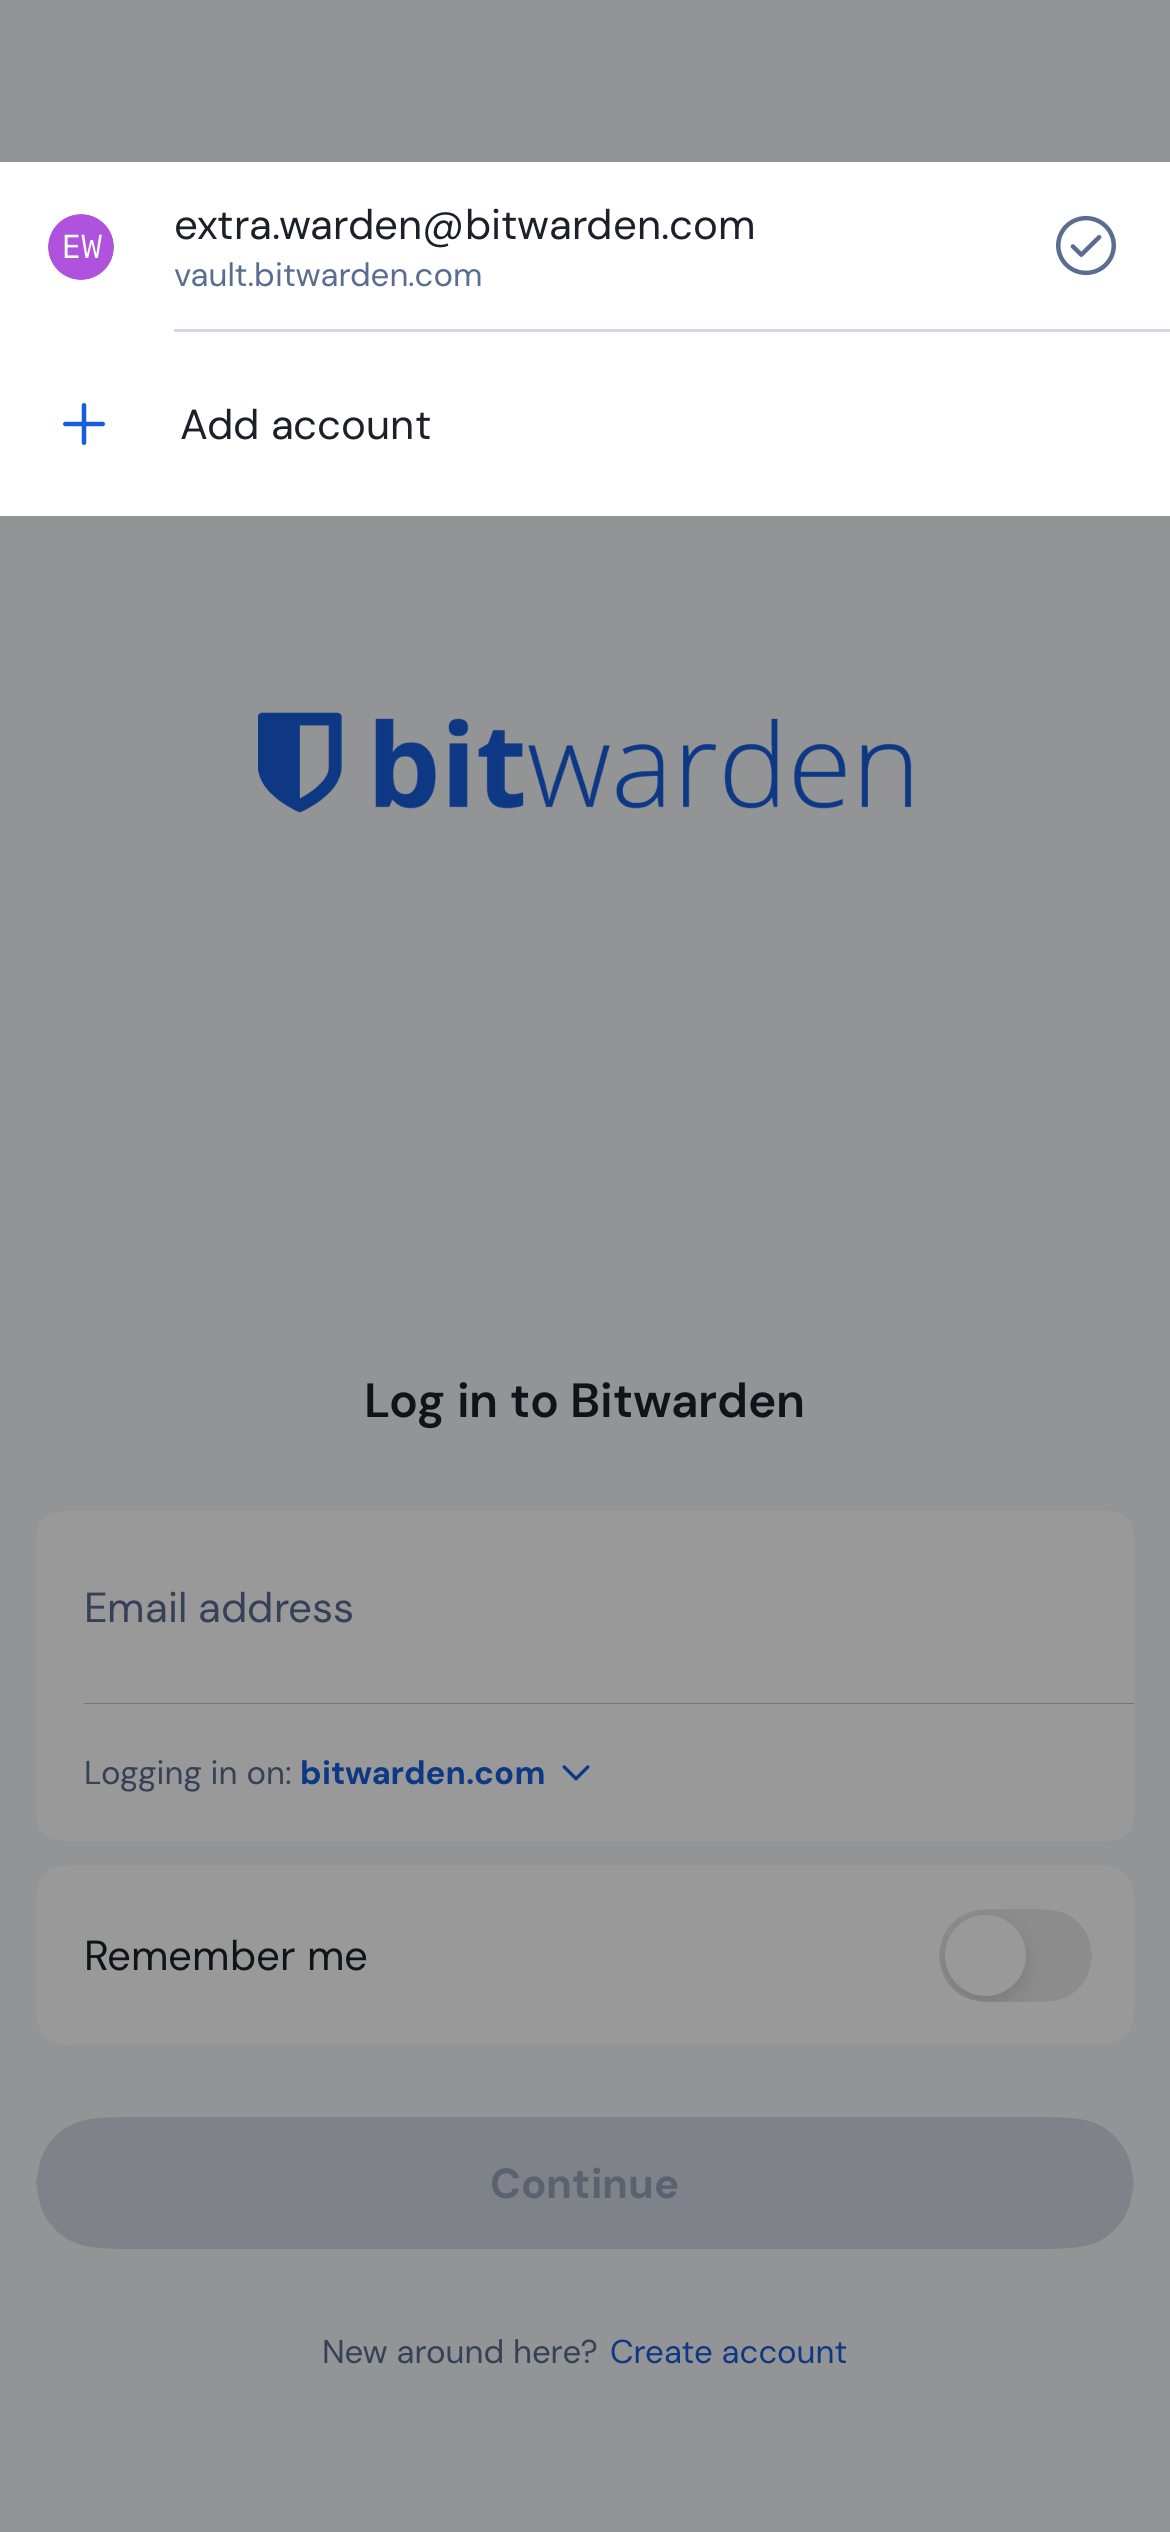 EW
extra.warden@bitwarden.com
vault.bitwarden.com
Add account
bitwarden
Log in to Bitwarden
Email address
Logging in on: bitwarden.com
Remember me
Continue
New around here? Create account